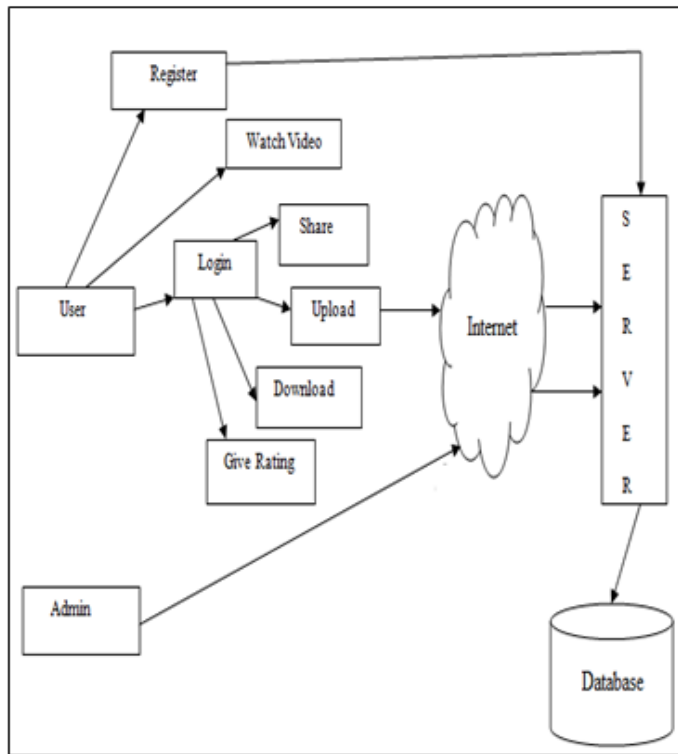 Register
Watch Video
Share
Login
User
Upload
Internet
Download
Give Rating
Admin
S
E
R
V
E
R
Database